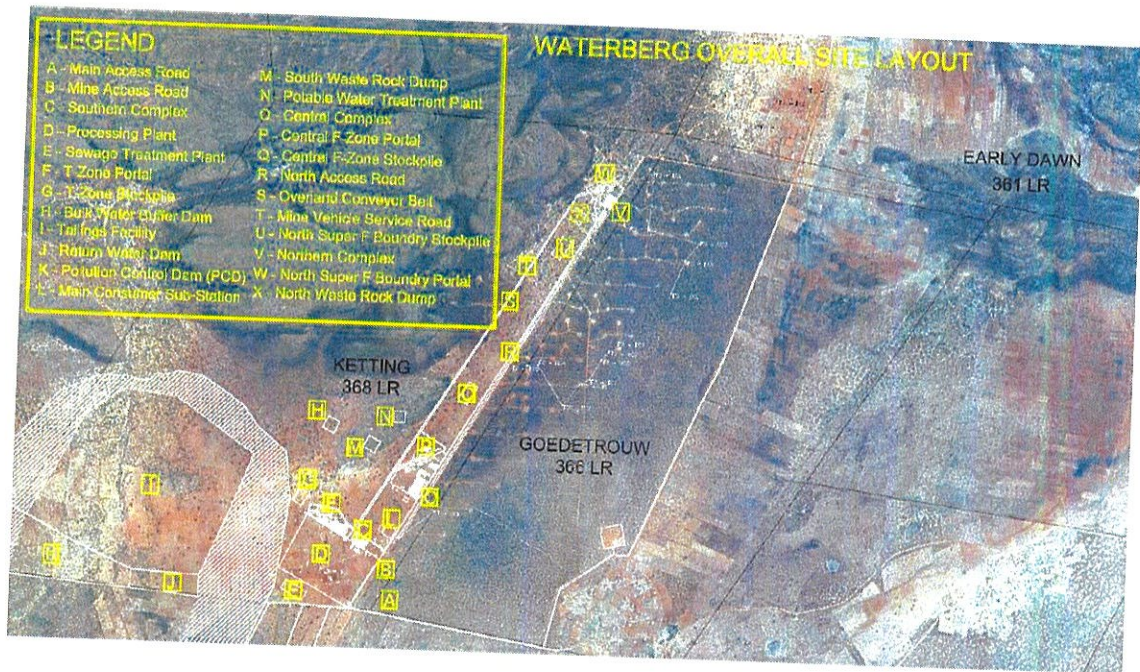 LEGEND
A - Main Access Road
B - Mine Access Road
C - Southern Complex
D - Processing Plant
E - Sewage Treatment Plant
F - T Zone Portal
G - T-Zone Stockpile
H - Bulk Water Buffer Dam
I - Tailings Facility
J - Return Water Dam
K - Pollution Control Dam (PCD)
L - Main Consumer Sub-Station
M - South Waste Rock Dump
N - Potable Water Treatment Plant
O - Central Complex
P - Central F-Zone Portal
Q - Central F-Zone Stockpile
R - North Access Road
S - Overland Conveyor Belt
T - Mine Vehicle Service Road
U - North Super F Boundry Stockpile
V - Northern Complex
W - North Super F Boundry Portal
X - North Waste Rock Dump
WATERBERG OVERALL SITE LAYOUT
EARLY DAWN
361 LR
W
V
U
T
S
R
KETTING
368 LR
H
N
M
GOEDETROUW
366 LR
I
E
L
D
B
J
A